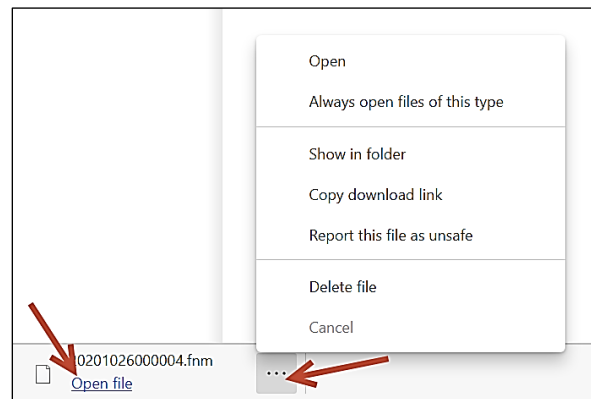 Open
Always open files of this type
Show in folder
Copy download link
Report this file as unsafe
Delete file
Cancel
20201026000004.fnm
Open file
...